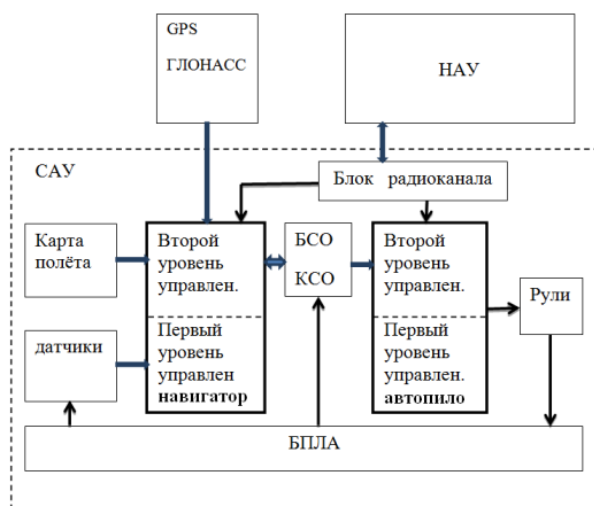 GPS
ГЛОНАСС
НАУ
САУ
Блок радиоканала
Карта
полёта
Второй
уровень
управлен.
БСО
КСО
Второй
уровень
управлен.
Рули
датчики
Первый
уровень
управлен
навигатор
Первый
уровень
управлен.
автопило
БПЛА